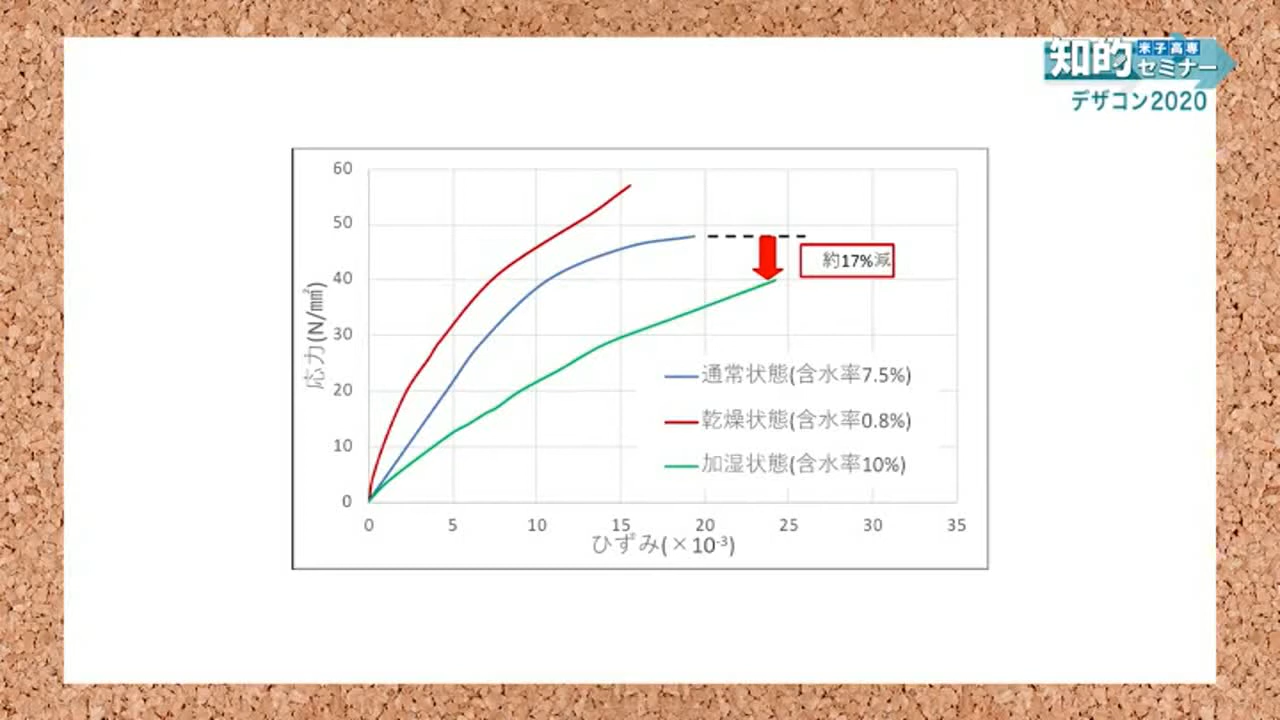 知的
米子高専
セミナー
デザコン2020
60
50
40
30
20
10
0
応力(N/㎟)
約17%減
通常状態(含水率7.5%)
乾燥状態(含水率0.8%)
加湿状態(含水率10%)
0 5 10 15 20 25 30 35
ひずみ(×10⁻³)